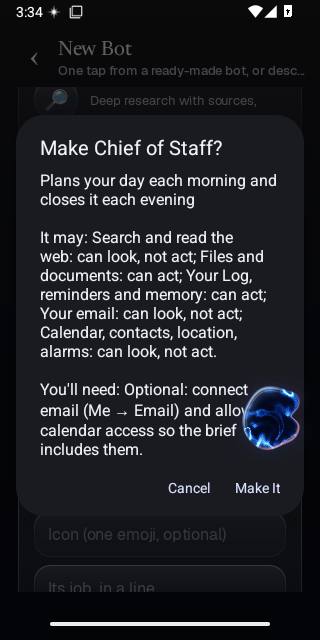 3:34
New Bot
One tap from a ready-made bot, or desc...
Deep research with sources,
Make Chief of Staff?
Plans your day each morning and
closes it each evening
It may: Search and read the
web: can look, not act; Files and
documents: can act; Your Log,
reminders and memory: can act;
Your email: can look, not act;
Calendar, contacts, location,
alarms: can look, not act.
You'll need: Optional: connect
email (Me → Email) and allow
calendar access so the brief
includes them.
Cancel Make It
Icon (one emoji, optional)
Its job, in a line